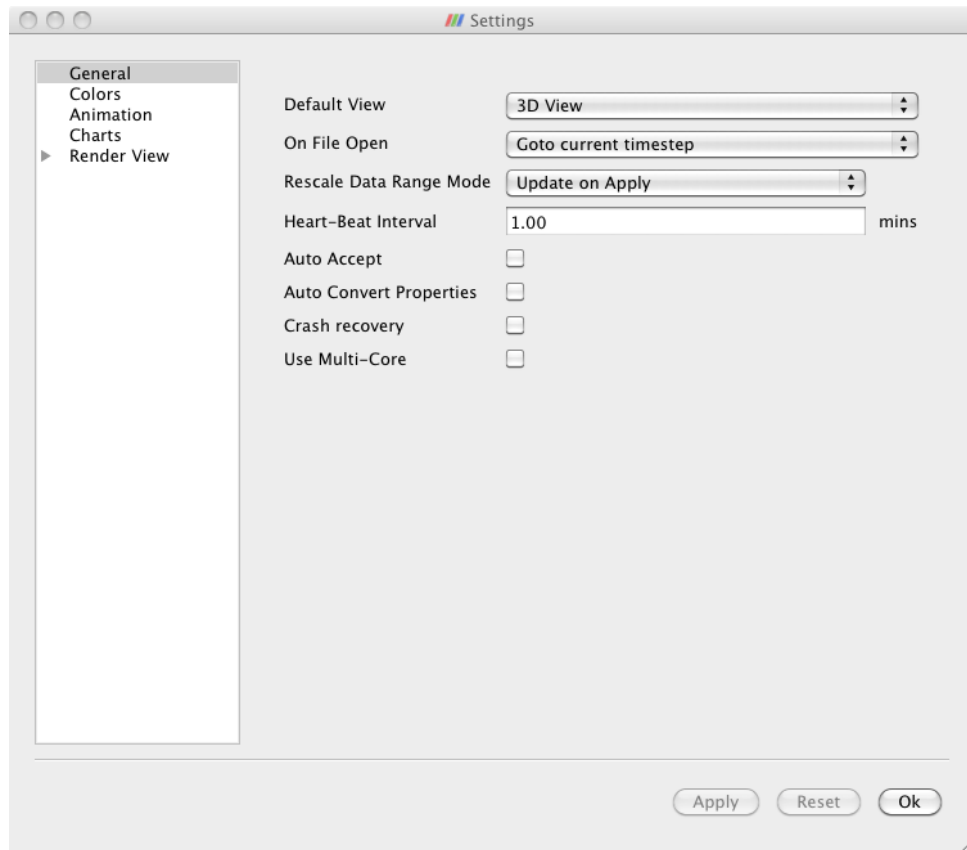 Settings
General
Colors
Animation
Charts
Render View
Default View 3D View
On File Open Goto current timestep
Rescale Data Range Mode Update on Apply
Heart-Beat Interval 1.00 mins
Auto Accept
Auto Convert Properties
Crash recovery
Use Multi-Core
Apply Reset Ok